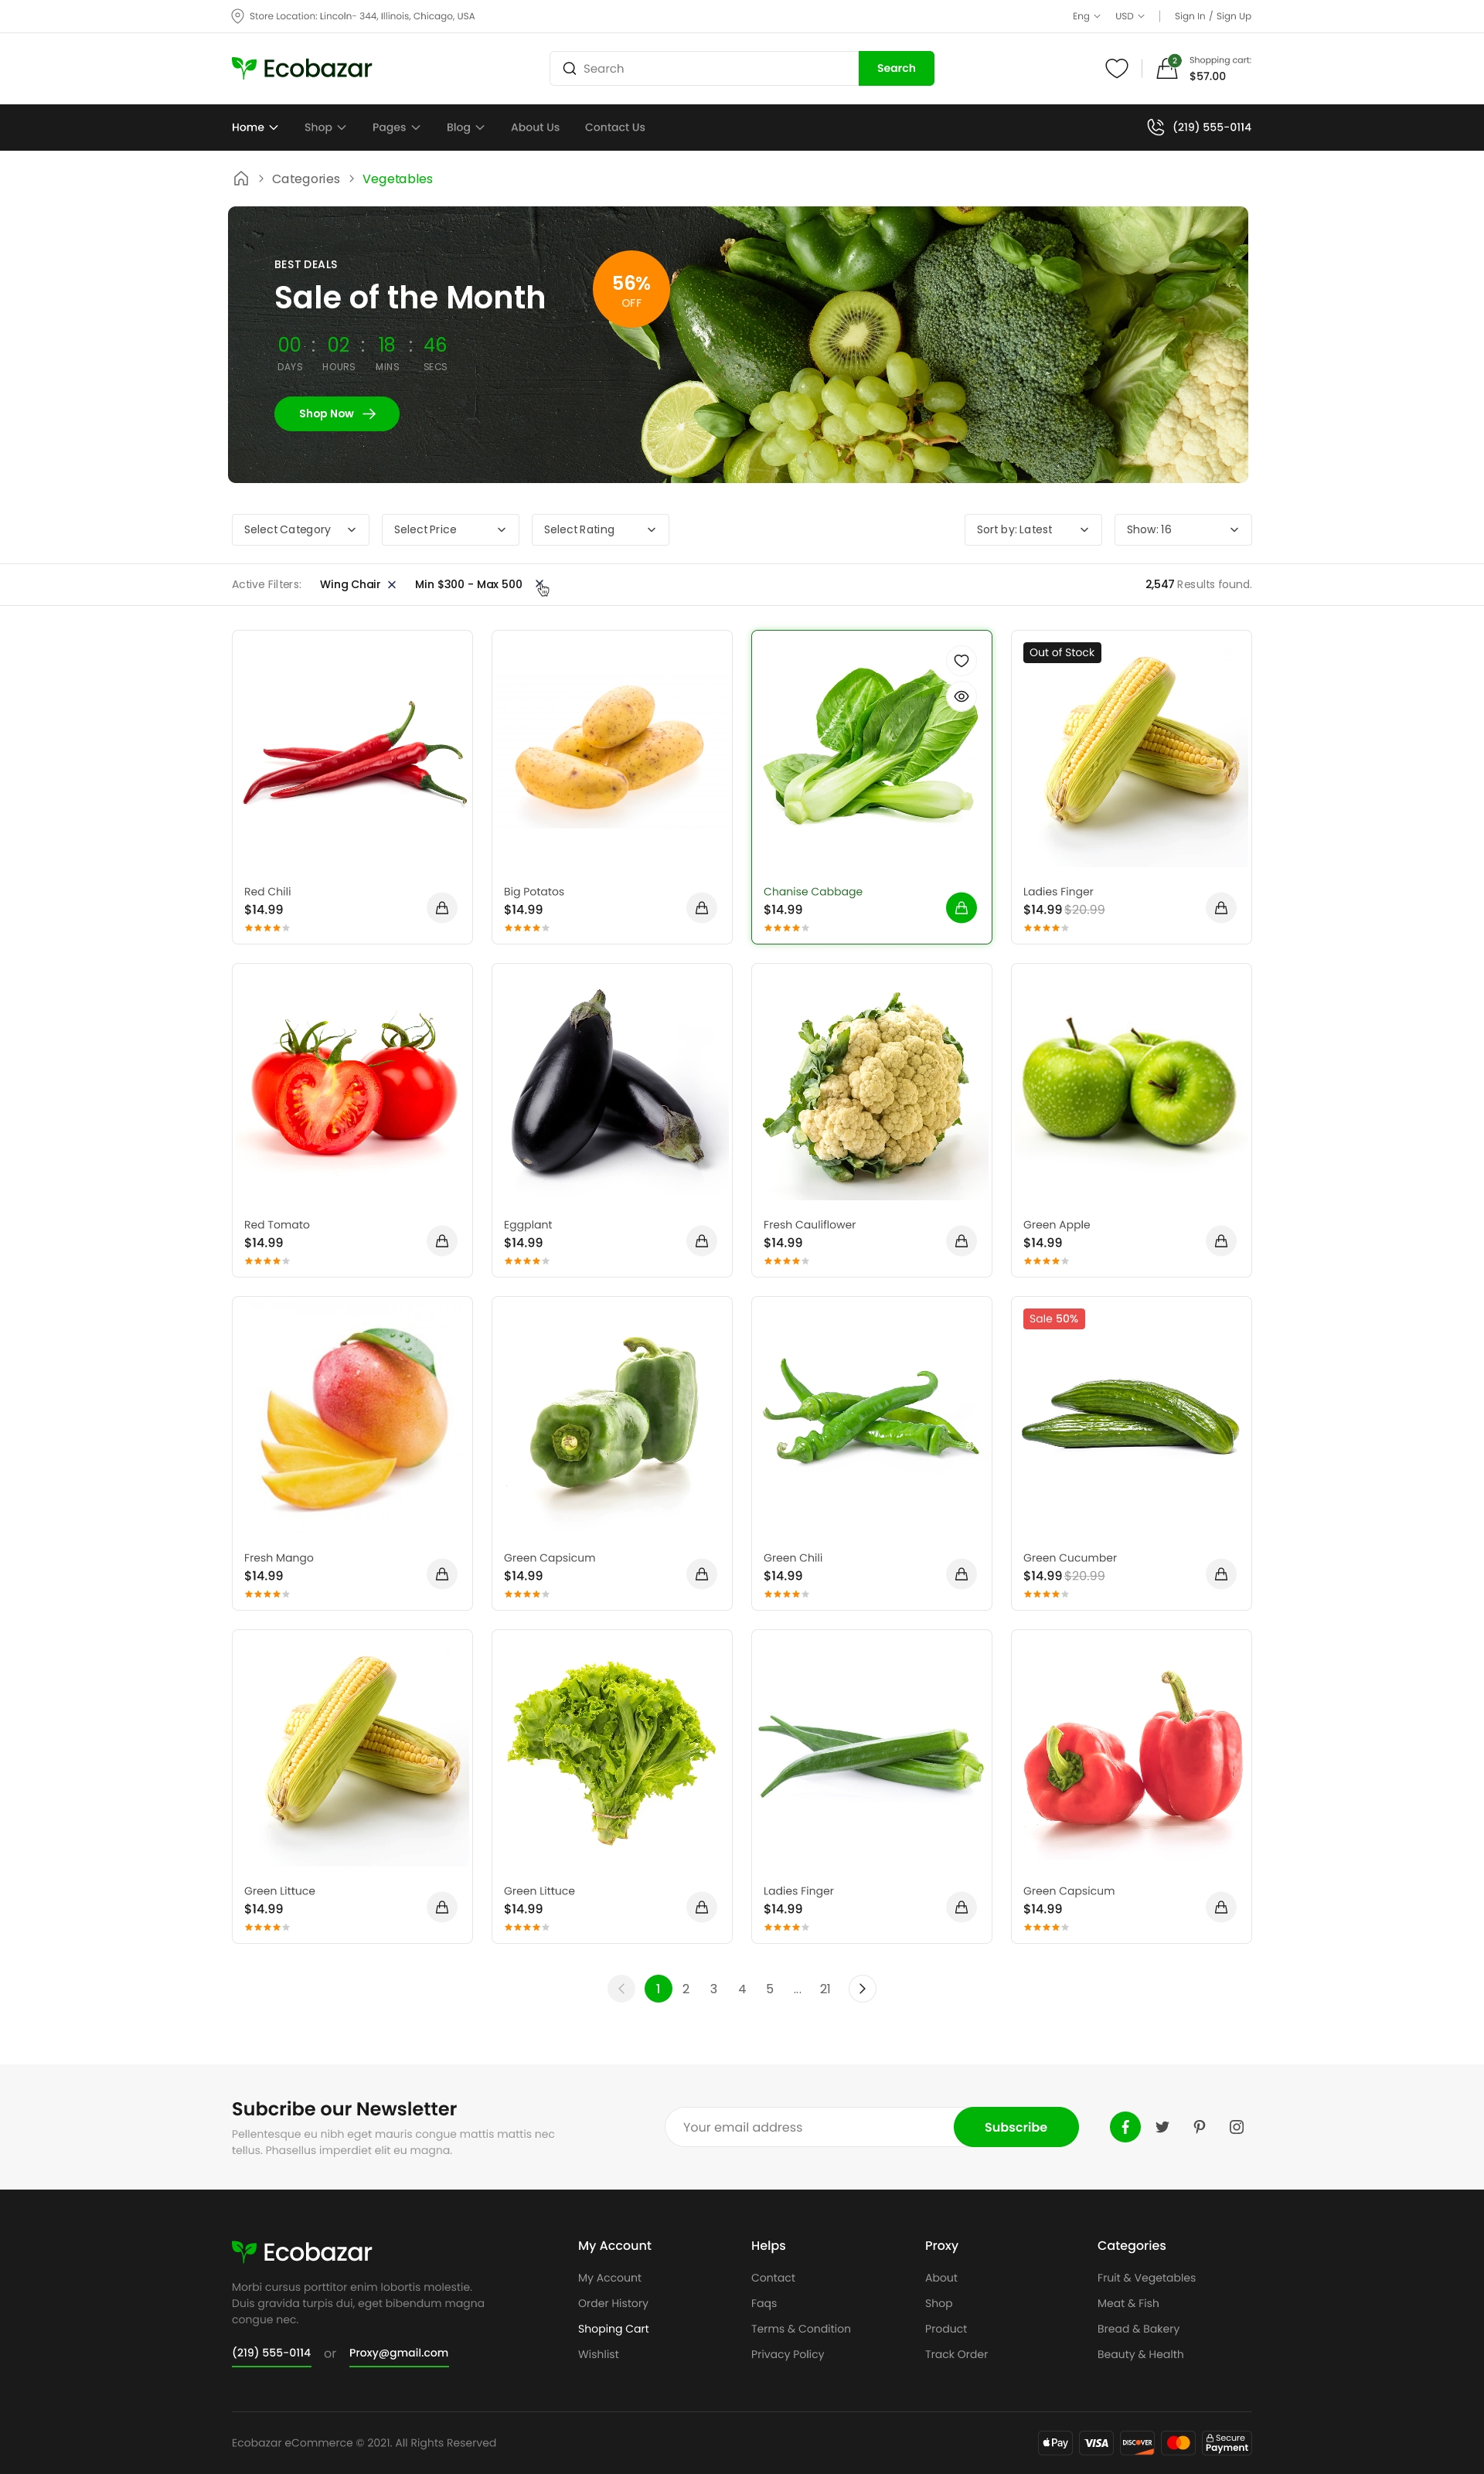 Store Location: Lincoln- 344, Illinois, Chicago, USA
Eng
USD
Sign In / Sign Up
Ecobazar
Search
Search
2
Shopping cart:
$57.00
Home
Shop
Pages
Blog
About Us
Contact Us
(219) 555-0114
Categories
Vegetables
BEST DEALS
Sale of the Month
00 : 02 : 18 : 46
DAYS HOURS MINS SECS
56%
OFF
Shop Now
Select Category
Select Price
Select Rating
Sort by: Latest
Show: 16
Active Filters:
Wing Chair
Min $300 - Max 500
2,547 Results found.
Red Chili
$14.99
Big Potatos
$14.99
Chanise Cabbage
$14.99
Out of Stock
Ladies Finger
$14.99 $20.99
Red Tomato
$14.99
Eggplant
$14.99
Fresh Cauliflower
$14.99
Green Apple
$14.99
Fresh Mango
$14.99
Green Capsicum
$14.99
Green Chili
$14.99
Sale 50%
Green Cucumber
$14.99 $20.99
Green Littuce
$14.99
Green Littuce
$14.99
Ladies Finger
$14.99
Green Capsicum
$14.99
1 2 3 4 5 ... 21
Subcribe our Newsletter
Pellentesque eu nibh eget mauris congue mattis mattis nec
tellus. Phasellus imperdiet elit eu magna.
Your email address
Subscribe
Ecobazar
Morbi cursus porttitor enim lobortis molestie.
Duis gravida turpis dui, eget bibendum magna
congue nec.
(219) 555-0114 or Proxy@gmail.com
My Account
My Account
Order History
Shoping Cart
Wishlist
Helps
Contact
Faqs
Terms & Condition
Privacy Policy
Proxy
About
Shop
Product
Track Order
Categories
Fruit & Vegetables
Meat & Fish
Bread & Bakery
Beauty & Health
Ecobazar eCommerce © 2021. All Rights Reserved
Pay
VISA
DISCOVER
Secure
Payment